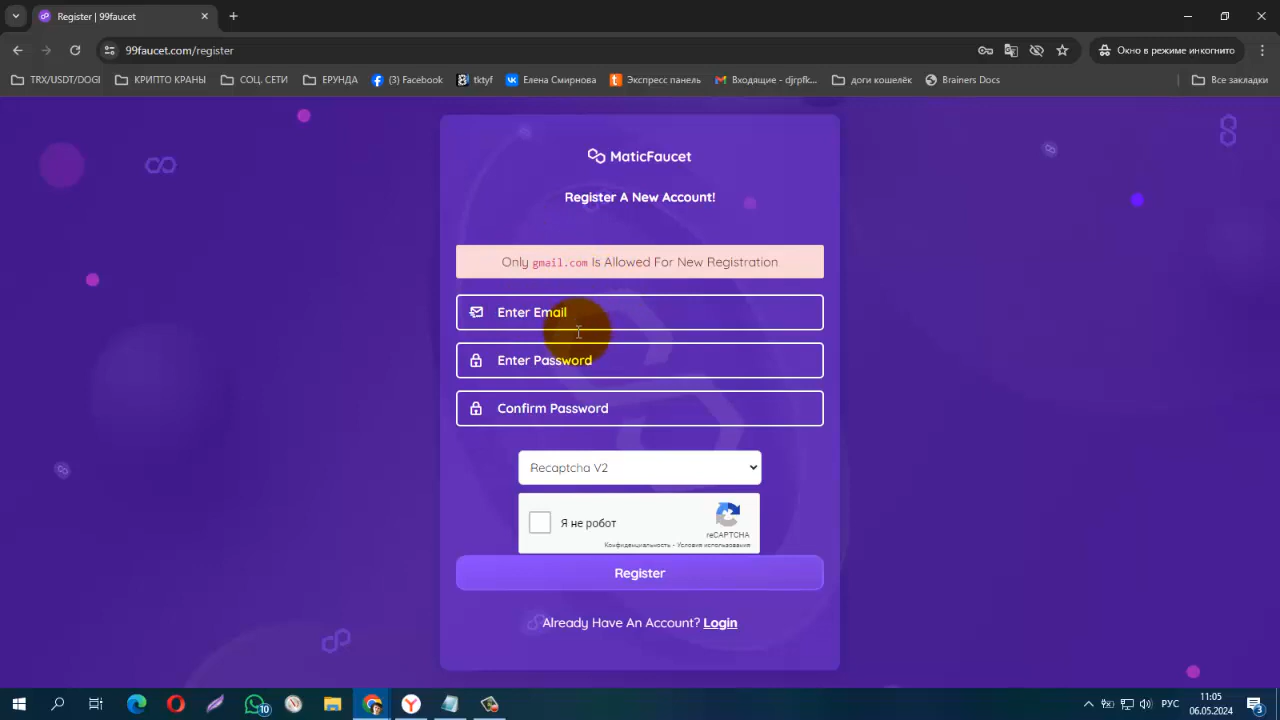 Register | 99faucet
99faucet.com/register
Окно в режиме инкогнито
TRX/USDT/DOGI
КРИПТО КРАНЫ
СОЦ. СЕТИ
ЕРУНДА
(3) Facebook
tktyf
Елена Смирнова
Экспресс панель
Входящие - djrpfk...
доги кошелёк
Brainers Docs
Все закладки
MaticFaucet
Register A New Account!
Only gmail.com Is Allowed For New Registration
Enter Email
Enter Password
Confirm Password
Recaptcha V2
Я не робот
reCAPTCHA
Конфиденциальность - Условия использования
Register
Already Have An Account? Login
10
РУС
11:05
06.05.2024
3